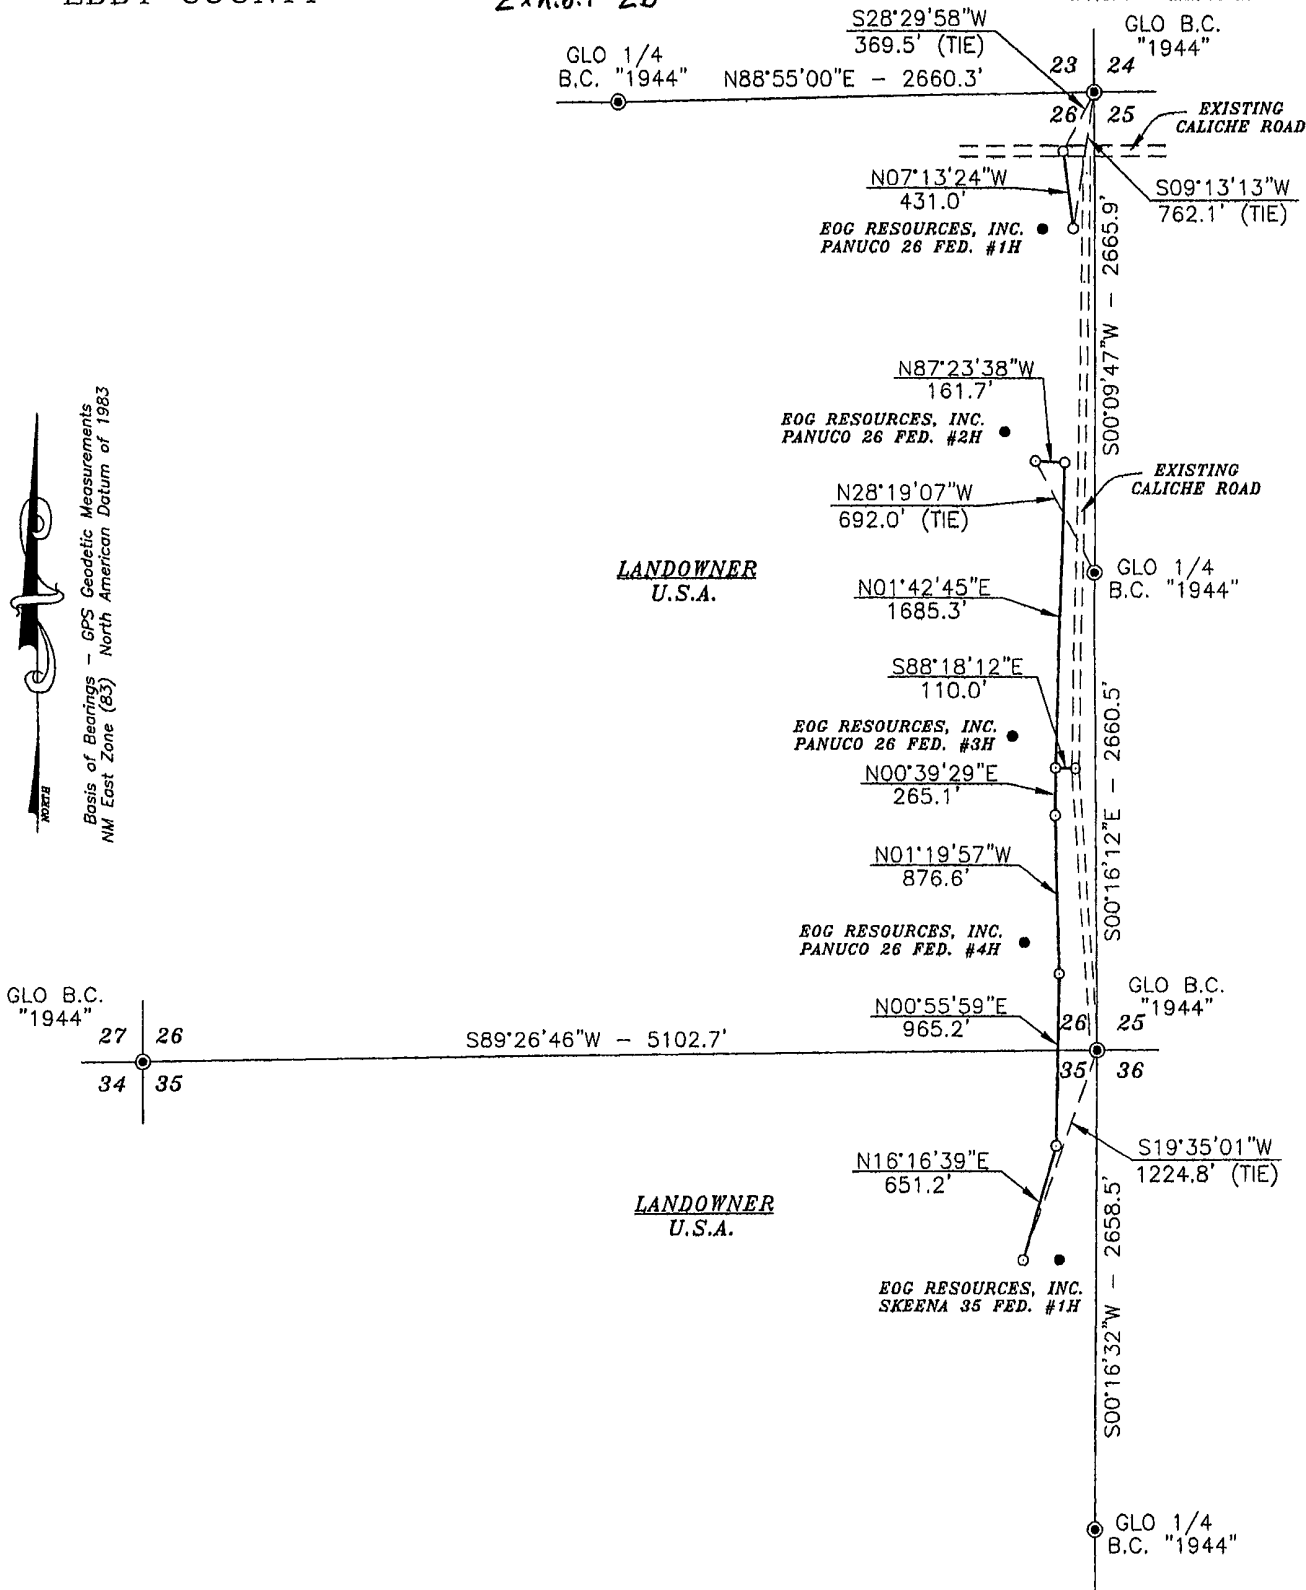 EDDY COUNTY
Exhibit 2B
S28°29'58"W
369.5' (TIE)
GLO B.C.
"1944"
GLO 1/4
B.C. "1944"
N88°55'00"E - 2660.3'
23 24
26 25
EXISTING
CALICHE ROAD
N07°13'24"W
431.0'
S09°13'13"W
762.1' (TIE)
EOG RESOURCES, INC.
PANUCO 26 FED. #1H
S00°09'47"W - 2665.9'
N87°23'38"W
161.7'
EOG RESOURCES, INC.
PANUCO 26 FED. #2H
EXISTING
CALICHE ROAD
N28°19'07"W
692.0' (TIE)
Basis of Bearings - GPS Geodetic Measurements
NM East Zone (83) North American Datum of 1983
NORTH
LANDOWNER
U.S.A.
GLO 1/4
B.C. "1944"
N01°42'45"E
1685.3'
S88°18'12"E
110.0'
S00°16'12"E - 2660.5'
EOG RESOURCES, INC.
PANUCO 26 FED. #3H
N00°39'29"E
265.1'
N01°19'57"W
876.6'
EOG RESOURCES, INC.
PANUCO 26 FED. #4H
GLO B.C.
"1944"
27 26
34 35
S89°26'46"W - 5102.7'
N00°55'59"E
965.2'
GLO B.C.
"1944"
26 25
35 36
N16°16'39"E
651.2'
S19°35'01"W
1224.8' (TIE)
LANDOWNER
U.S.A.
S00°16'32"W - 2658.5'
EOG RESOURCES, INC.
SKEENA 35 FED. #1H
GLO 1/4
B.C. "1944"